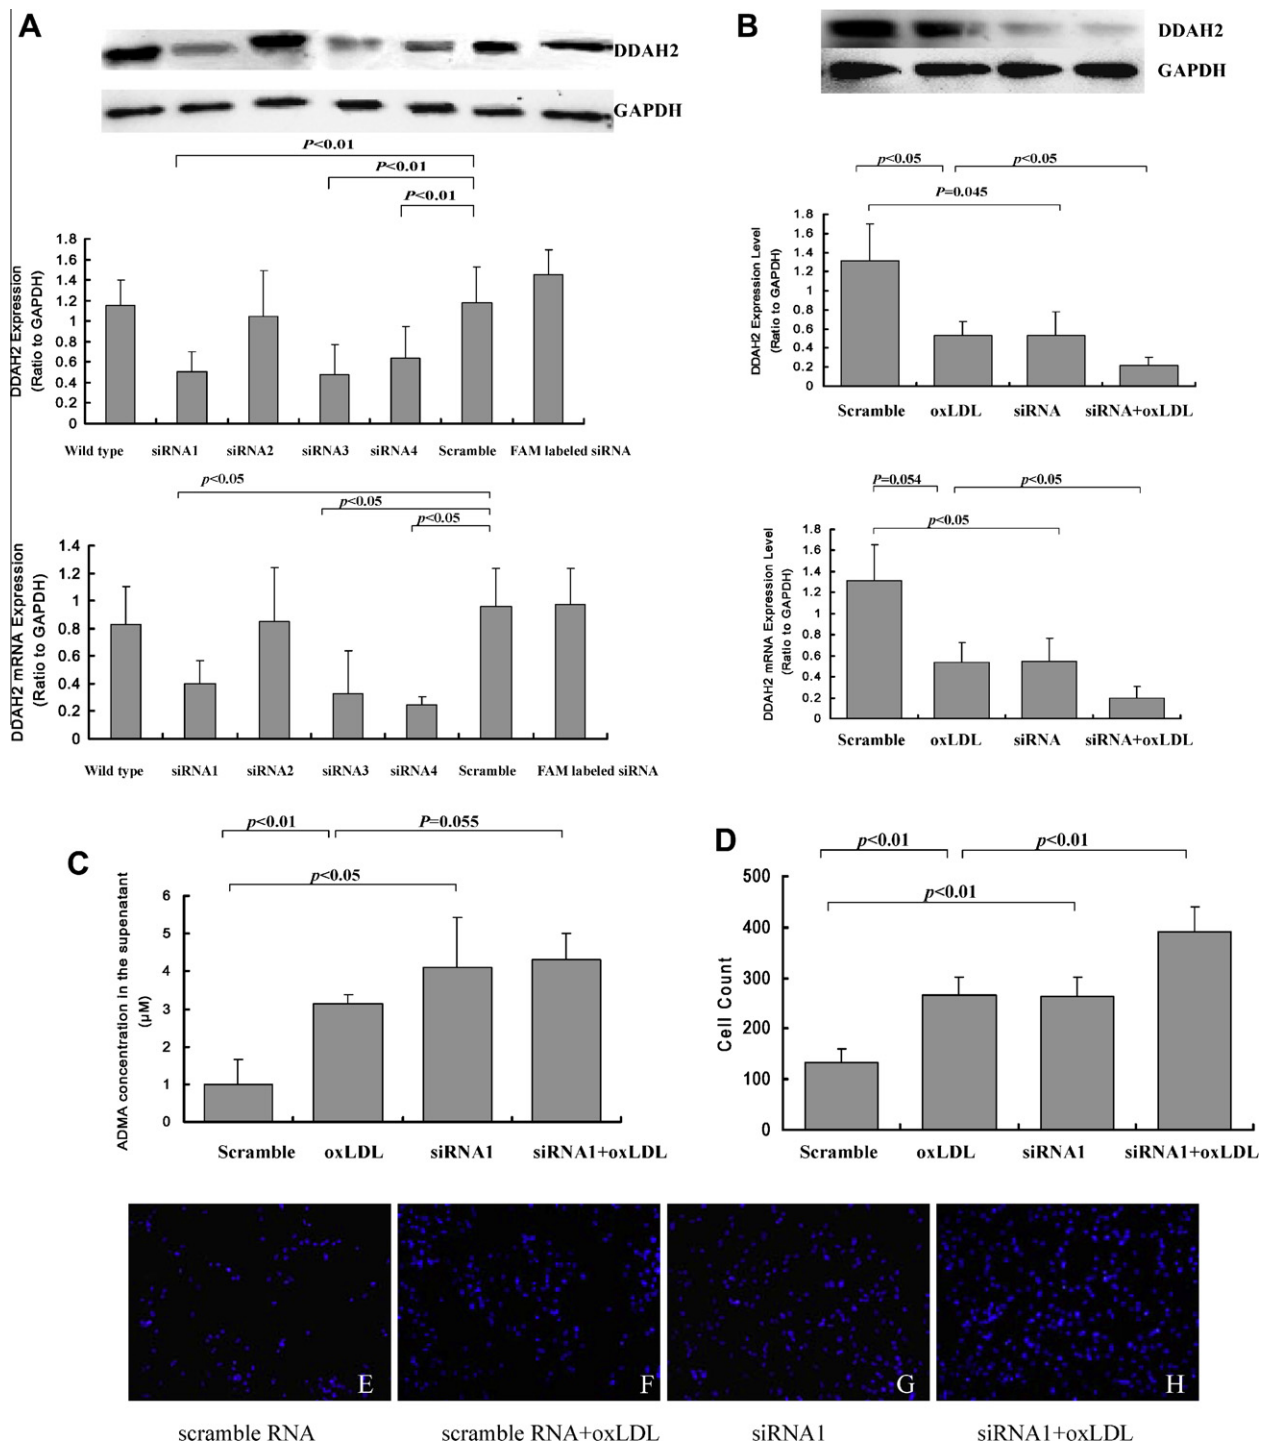 A
DDAH2
GAPDH
P<0.01
P<0.01
P<0.01
DDAH2 Expression
(Ratio to GAPDH)
1.8
1.6
1.4
1.2
1
0.8
0.6
0.4
0.2
0
Wild type siRNA1 siRNA2 siRNA3 siRNA4 Scramble FAM labeled siRNA
p<0.05
p<0.05
p<0.05
DDAH2 mRNA Expression
(Ratio to GAPDH)
1.4
1.2
1
0.8
0.6
0.4
0.2
0
Wild type siRNA1 siRNA2 siRNA3 siRNA4 Scramble FAM labeled siRNA
B
DDAH2
GAPDH
p<0.05 p<0.05
P=0.045
DDAH2 Expression Level
(Ratio to GAPDH)
1.8
1.6
1.4
1.2
1
0.8
0.6
0.4
0.2
0
Scramble oxLDL siRNA siRNA+oxLDL
P=0.054 p<0.05
p<0.05
DDAH2 mRNA Expression Level
(Ratio to GAPDH)
1.8
1.6
1.4
1.2
1
0.8
0.6
0.4
0.2
0
Scramble oxLDL siRNA siRNA+oxLDL
C
p<0.01 P=0.055
p<0.05
ADMA concentration in the supenatant
(μM)
6
5
4
3
2
1
0
Scramble oxLDL siRNA1 siRNA1+oxLDL
D
p<0.01 p<0.01
p<0.01
Cell Count
500
400
300
200
100
0
Scramble oxLDL siRNA1 siRNA1+oxLDL
E F G H
scramble RNA scramble RNA+oxLDL siRNA1 siRNA1+oxLDL